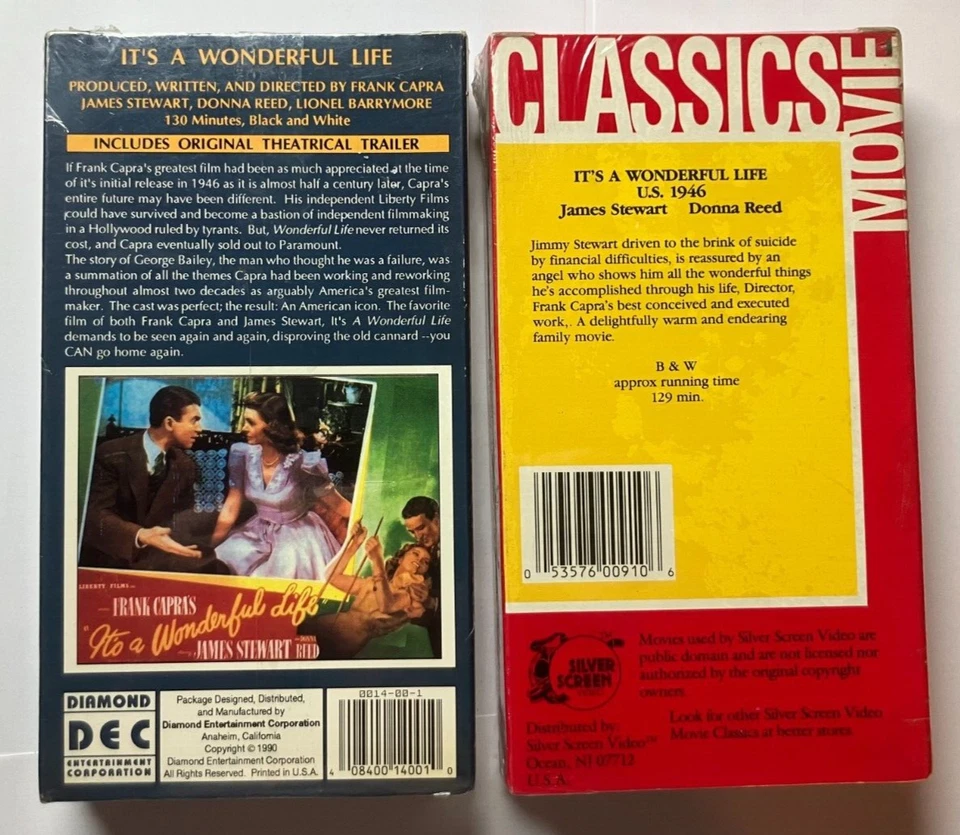 IT'S A WONDERFUL LIFE
PRODUCED, WRITTEN, AND DIRECTED BY FRANK CAPRA
JAMES STEWART, DONNA REED, LIONEL BARRYMORE
130 Minutes, Black and White
INCLUDES ORIGINAL THEATRICAL TRAILER
If Frank Capra's greatest film had been as much appreciated at the time
of it's initial release in 1946 as it is almost half a century later, Capra's
entire future may have been different. His independent Liberty Films
could have survived and become a bastion of independent filmmaking
in a Hollywood ruled by tyrants. But, Wonderful Life never returned its
cost, and Capra eventually sold out to Paramount.
The story of George Bailey, the man who thought he was a failure, was
a summation of all the themes Capra had been working and reworking
throughout almost two decades as arguably America's greatest film-
maker. The cast was perfect; the result: An American icon. The favorite
film of both Frank Capra and James Stewart, It's A Wonderful Life
demands to be seen again and again, disproving the old cannard --you
CAN go home again.
LIBERTY FILMS
FRANK CAPRA'S
"It's a Wonderful Life"
JAMES STEWART DONNA REED
DIAMOND
DEC
ENTERTAINMENT
CORPORATION
Package Designed, Distributed,
and Manufactured by
Diamond Entertainment Corporation
Anaheim, California
Copyright © 1990
Diamond Entertainment Corporation
All Rights Reserved. Printed in U.S.A.
0014-00-1
4 08400 14001 0
CLASSICS
MOVIE
IT'S A WONDERFUL LIFE
U.S. 1946
James Stewart Donna Reed
Jimmy Stewart driven to the brink of suicide
by financial difficulties, is reassured by an
angel who shows him all the wonderful things
he's accomplished through his life, Director,
Frank Capra's best conceived and executed
work,. A delightfully warm and endearing
family movie.
B & W
approx running time
129 min.
0 53576 00910 6
SILVER
SCREEN
Movies used by Silver Screen Video are
public domain and are not licensed nor
authorized by the original copyright
owners.
Distributed by:
Silver Screen Video™
Ocean, NJ 07712
U.S.A.
Look for other Silver Screen Video
Movie Classics at better stores.